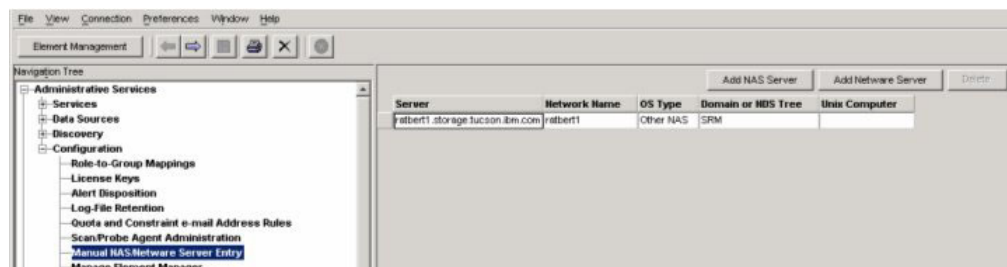 File View Connection Preferences Window Help
Element Management
Navigation Tree
Administrative Services
Services
Data Sources
Discovery
Configuration
Role-to-Group Mappings
License Keys
Alert Disposition
Log-File Retention
Quota and Constraint e-mail Address Rules
Scan/Probe Agent Administration
Manual NAS/Netware Server Entry
Manage Element Manager
Add NAS Server Add Netware Server Delete
Server Network Name OS Type Domain or NDS Tree Unix Computer
ratbert1.storage.tucson.ibm.com ratbert1 Other NAS SRM